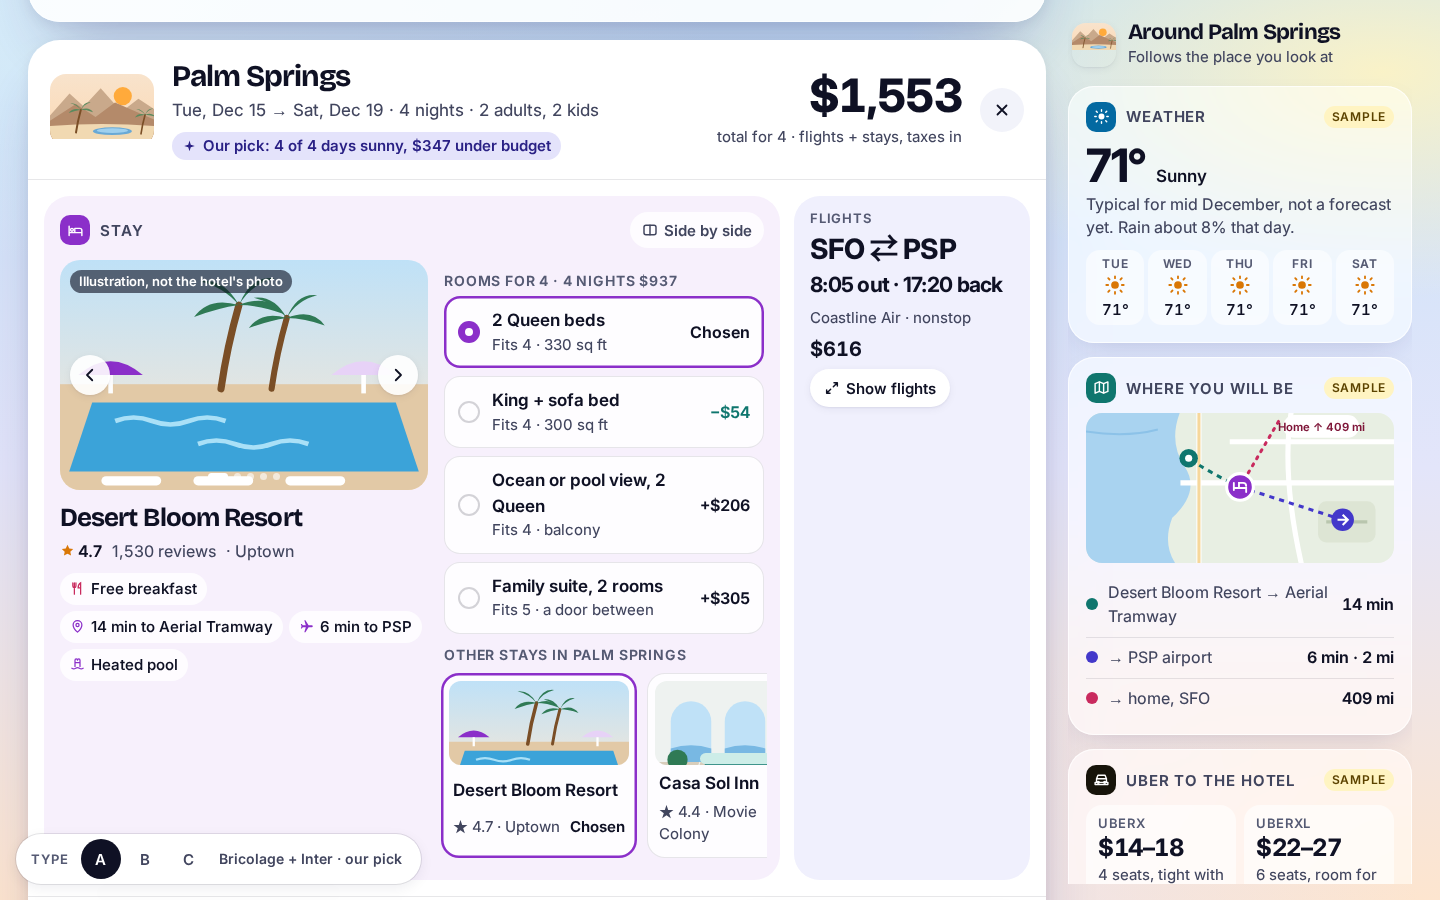 Palm Springs
Tue, Dec 15 → Sat, Dec 19 · 4 nights · 2 adults, 2 kids
Our pick: 4 of 4 days sunny, $347 under budget
$1,553
total for 4 · flights + stays, taxes in
STAY
Side by side
Illustration, not the hotel's photo
Desert Bloom Resort
4.7 1,530 reviews · Uptown
Free breakfast
14 min to Aerial Tramway
6 min to PSP
Heated pool
ROOMS FOR 4 · 4 NIGHTS $937
2 Queen beds
Fits 4 · 330 sq ft
Chosen
King + sofa bed
Fits 4 · 300 sq ft
−$54
Ocean or pool view, 2
Queen
Fits 4 · balcony
+$206
Family suite, 2 rooms
Fits 5 · a door between
+$305
OTHER STAYS IN PALM SPRINGS
Desert Bloom Resort
★ 4.7 · Uptown Chosen
Casa Sol Inn
★ 4.4 · Movie
Colony
FLIGHTS
SFO ⇄ PSP
8:05 out · 17:20 back
Coastline Air · nonstop
$616
Show flights
TYPE A B C Bricolage + Inter · our pick
Around Palm Springs
Follows the place you look at
WEATHER
SAMPLE
71° Sunny
Typical for mid December, not a forecast
yet. Rain about 8% that day.
TUE WED THU FRI SAT
71° 71° 71° 71° 71°
WHERE YOU WILL BE
SAMPLE
Home ↑ 409 mi
Desert Bloom Resort → Aerial
Tramway
14 min
→ PSP airport 6 min · 2 mi
→ home, SFO 409 mi
UBER TO THE HOTEL
SAMPLE
UBERX
$14–18
4 seats, tight with
UBERXL
$22–27
6 seats, room for